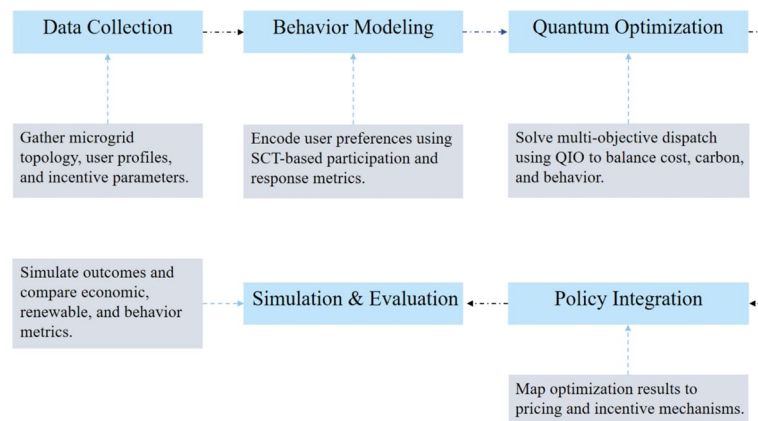 Data Collection
Behavior Modeling
Quantum Optimization
Gather microgrid
topology, user profiles,
and incentive parameters.
Encode user preferences using
SCT-based participation and
response metrics.
Solve multi-objective dispatch
using QIO to balance cost, carbon,
and behavior.
Simulate outcomes and
compare economic,
renewable, and behavior
metrics.
Simulation & Evaluation
Policy Integration
Map optimization results to
pricing and incentive mechanisms.